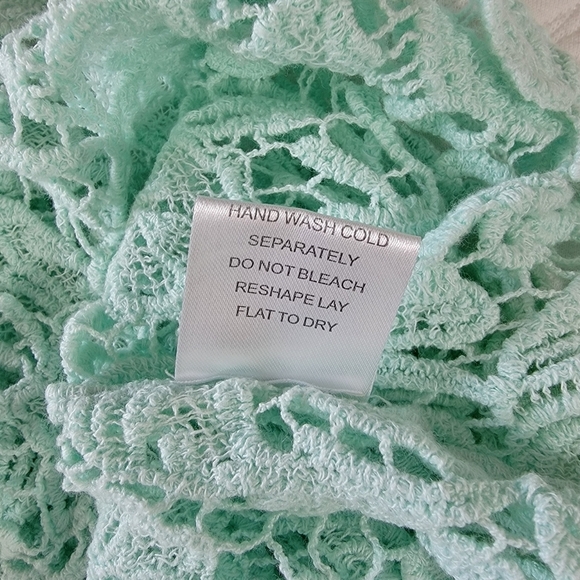 HAND WASH COLD
SEPARATELY
DO NOT BLEACH
RESHAPE LAY
FLAT TO DRY